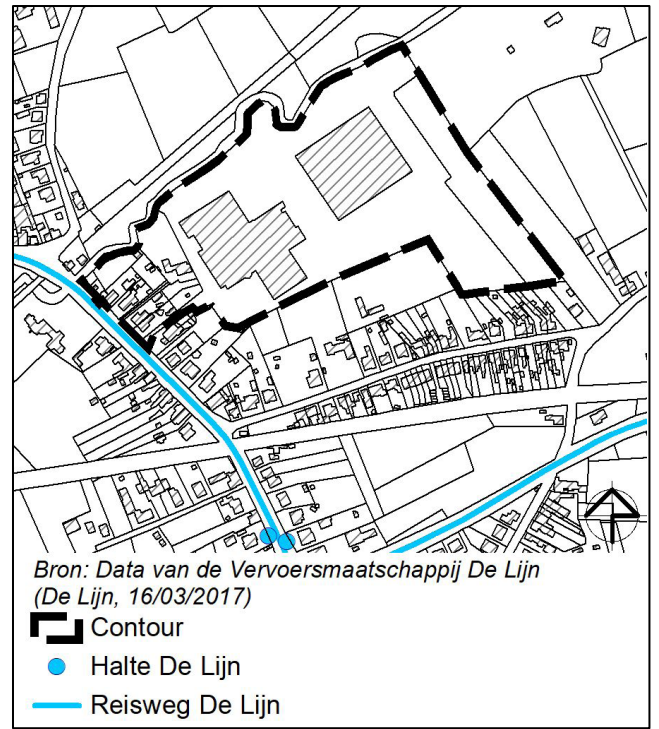 Bron: Data van de Vervoersmaatschappij De Lijn
(De Lijn, 16/03/2017)
Contour
Halte De Lijn
Reisweg De Lijn